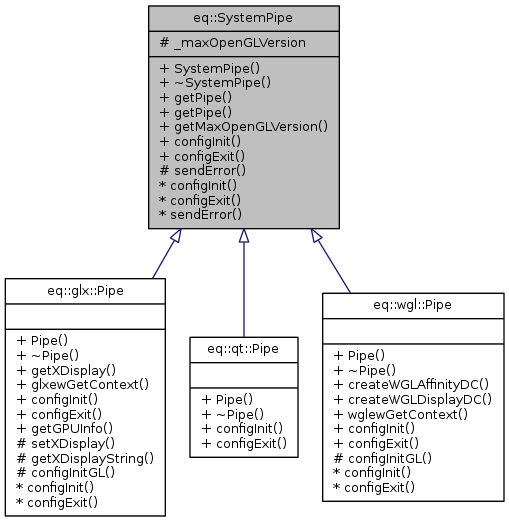 eq::SystemPipe
# _maxOpenGLVersion
+ SystemPipe()
+ ~SystemPipe()
+ getPipe()
+ getPipe()
+ getMaxOpenGLVersion()
+ configInit()
+ configExit()
# sendError()
* configInit()
* configExit()
* sendError()
eq::glx::Pipe
+ Pipe()
+ ~Pipe()
+ getXDisplay()
+ glxewGetContext()
+ configInit()
+ configExit()
+ getGPUInfo()
# setXDisplay()
# getXDisplayString()
# configInitGL()
* configInit()
* configExit()
eq::qt::Pipe
+ Pipe()
+ ~Pipe()
+ configInit()
+ configExit()
eq::wgl::Pipe
+ Pipe()
+ ~Pipe()
+ createWGLAffinityDC()
+ createWGLDisplayDC()
+ wglewGetContext()
+ configInit()
+ configExit()
# configInitGL()
* configInit()
* configExit()